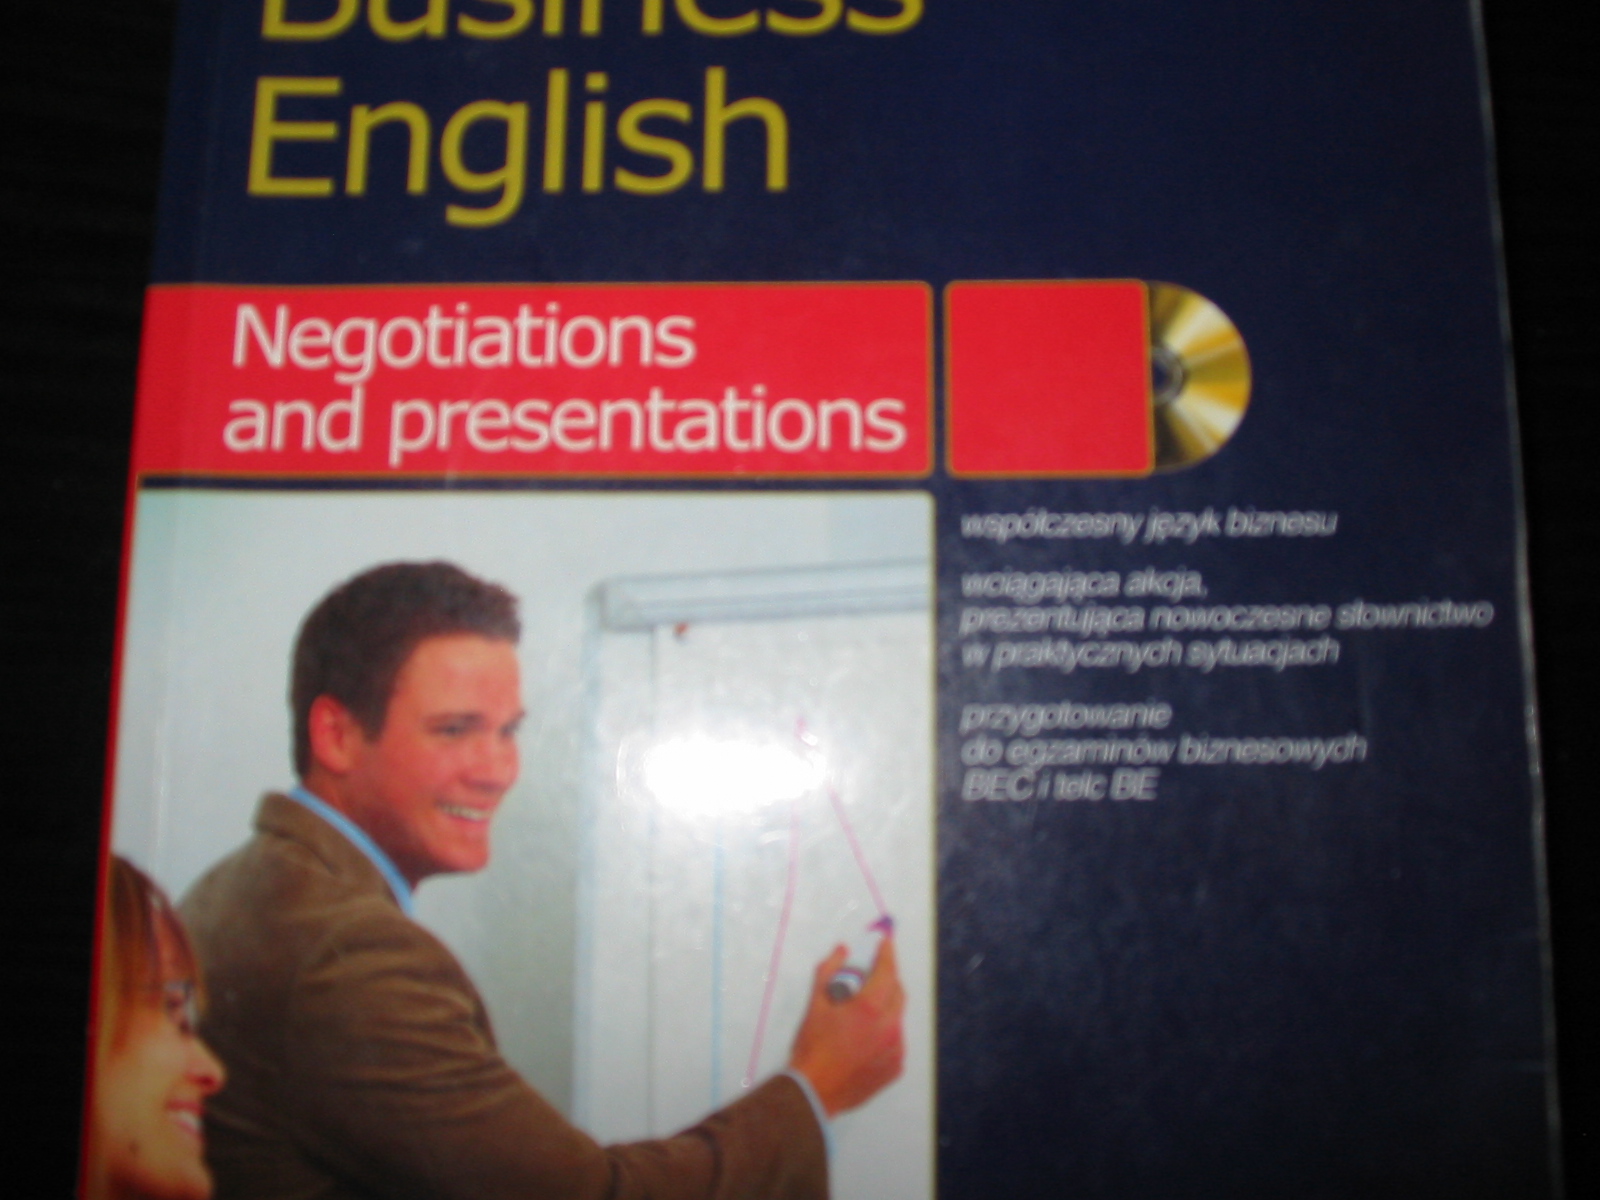 Business
English
Negotiations
and presentations
współczesny język biznesu
wciągająca akcja,
prezentująca nowoczesne słownictwo
w praktycznych sytuacjach
przygotowanie
do egzaminów biznesowych
BEC i telc BE